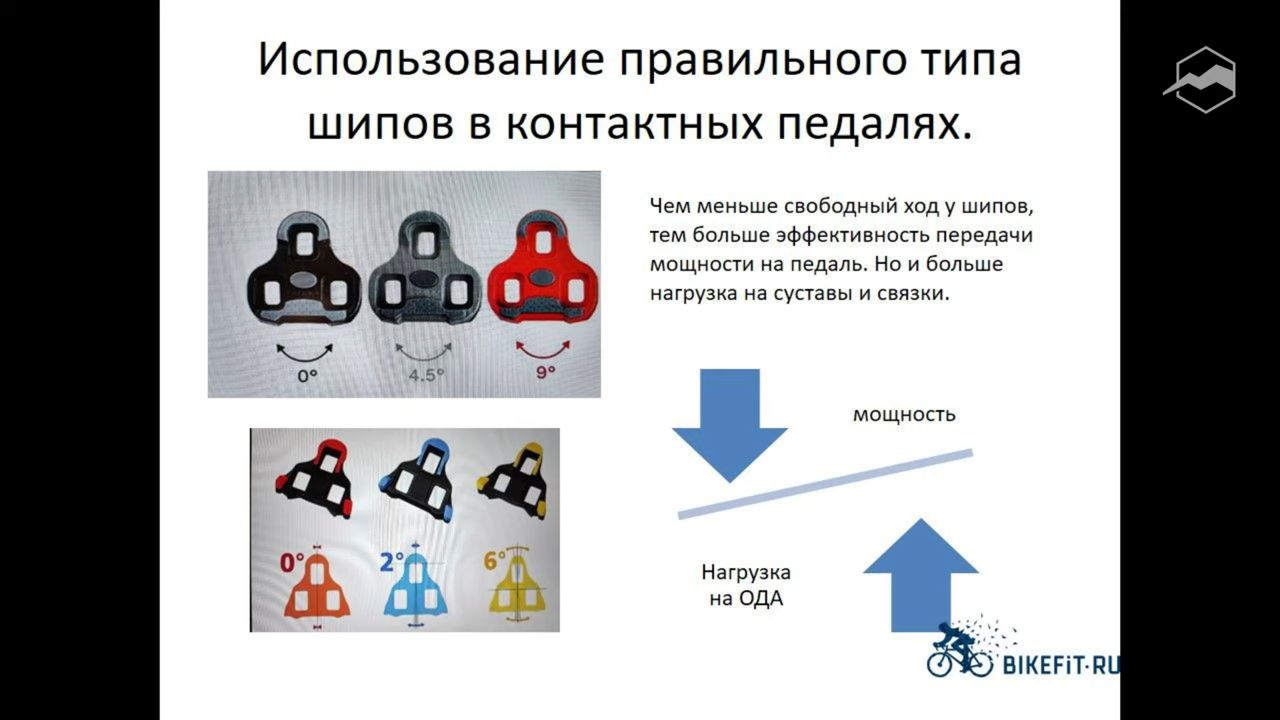 Использование правильного типа
шипов в контактных педалях.
Чем меньше свободный ход у шипов,
тем больше эффективность передачи
мощности на педаль. Но и больше
нагрузка на суставы и связки.
0° 4.5° 9°
мощность
0° 2° 6°
Нагрузка
на ОДА
BIKEFIT·RU